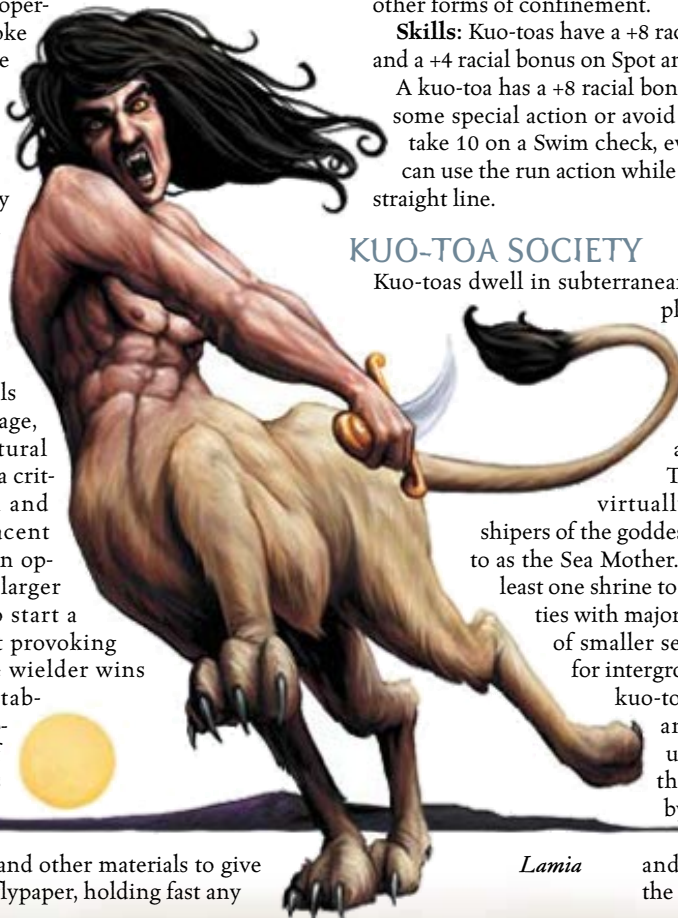 oper-
oke
e
y
ls
age,
tural
a crit-
and
acent
n op-
larger
o start a
t provoking
e wielder wins
tab-
and other materials to give
lypaper, holding fast any
other forms of confinement.
Skills: Kuo-toas have a +8 rac
and a +4 racial bonus on Spot an
A kuo-toa has a +8 racial bon
some special action or avoid
take 10 on a Swim check, ev
can use the run action while
straight line.
KUO-TOA SOCIETY
Kuo-toas dwell in subterranean
pl
a
T
virtuall
shipers of the goddes
to as the Sea Mother.
least one shrine to
ties with major
of smaller se
for intergro
kuo-to
an
u
th
by
Lamia
and
the